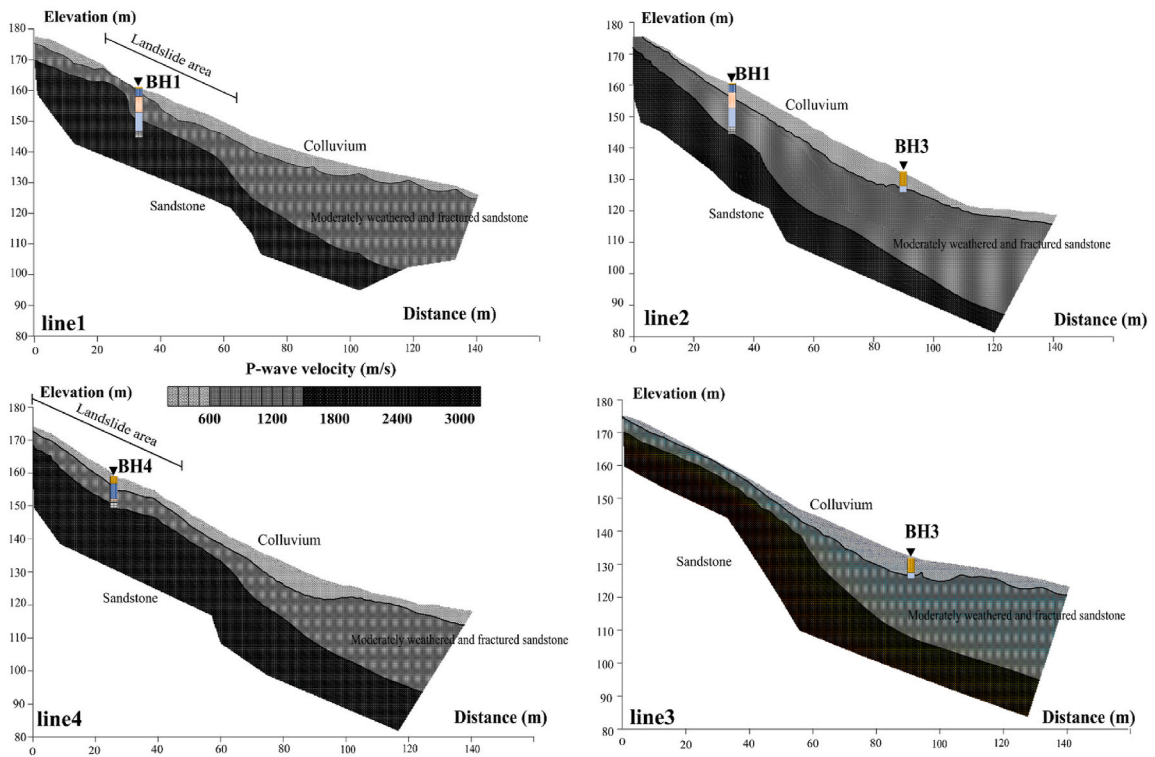 Elevation (m)
Landslide area
BH1
Colluvium
Sandstone
Moderately weathered and fractured sandstone
Distance (m)
line1
180
170
160
150
140
130
120
110
100
90
80
0 20 40 60 80 100 120 140
Elevation (m)
BH1
Colluvium
BH3
Sandstone
Moderately weathered and fractured sandstone
line2
Distance (m)
180
170
160
150
140
130
120
110
100
90
80
0 20 40 60 80 100 120 140
P-wave velocity (m/s)
600 1200 1800 2400 3000
Elevation (m)
Landslide area
BH4
Colluvium
Sandstone
Moderately weathered and fractured sandstone
line4
Distance (m)
180
170
160
150
140
130
120
110
100
90
80
0 20 40 60 80 100 120 140
Elevation (m)
Colluvium
BH3
Sandstone
Moderately weathered and fractured sandstone
line3
Distance (m)
180
170
160
150
140
130
120
110
100
90
80
0 20 40 60 80 100 120 140